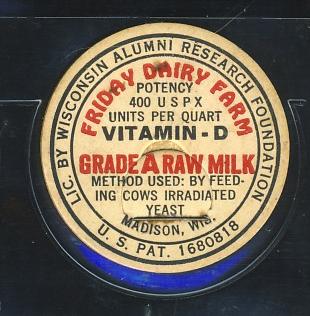 LIC. BY WISCONSIN ALUMNI RESEARCH FOUNDATION
FRIDAY DAIRY FARM
POTENCY
400 U S P X
UNITS PER QUART
VITAMIN - D
GRADE A RAW MILK
METHOD USED: BY FEED-
ING COWS IRRADIATED
YEAST
MADISON, WIS.
U. S. PAT. 1680818